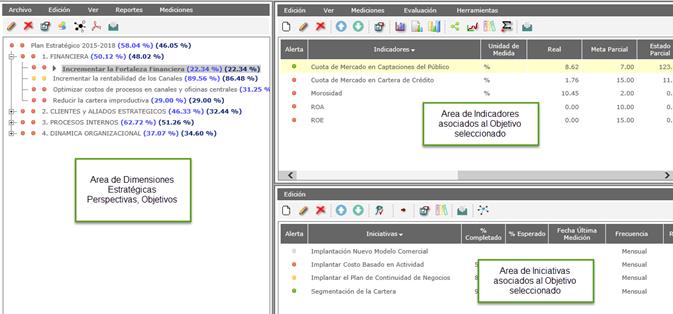 Archivo Edición Ver Reportes Mediciones
Plan Estratégico 2015-2018 (58.04 %) (46.05 %)
1. FINANCIERA (50.12 %) (48.02 %)
Incrementar la Fortaleza Financiera (22.34 %) (22.34 %)
Incrementar la rentabilidad de los Canales (89.56 %) (86.48 %)
Optimizar costos de procesos en canales y oficinas centrales (31.25 %
Reducir la cartera improductiva (29.00 %) (29.00 %)
2. CLIENTES y ALIADOS ESTRATEGICOS (46.33 %) (32.44 %)
3. PROCESOS INTERNOS (62.72 %) (51.26 %)
4. DINAMICA ORGANIZACIONAL (37.07 %) (34.60 %)
Area de Dimensiones
Estratégicas
Perspectivas, Objetivos
Edición Ver Mediciones Evaluación Herramientas
Alerta Indicadores Unidad de Medida Real Meta Parcial Estado Parcial
Cuota de Mercado en Captaciones del Público % 8.62 7.00 123.
Cuota de Mercado en Cartera de Crédito % 1.76 15.00 11.
Morosidad % 10.45 2.00 0.
ROA 0.00 10.00 0.
ROE 0.00 15.00 0.
Area de Indicadores
asociados al Objetivo
seleccionado
Edición
Alerta Iniciativas % Completado % Esperado Fecha Última Medición Frecuencia R
Implantación Nuevo Modelo Comercial Mensual
Implantar Costo Basado en Actividad 5 Mensual
Implantar el Plan de Continuidad de Negocios 8 Mensual
Segmentación de la Cartera 9 Mensual
Area de Iniciativas
asociados al Objetivo
seleccionado